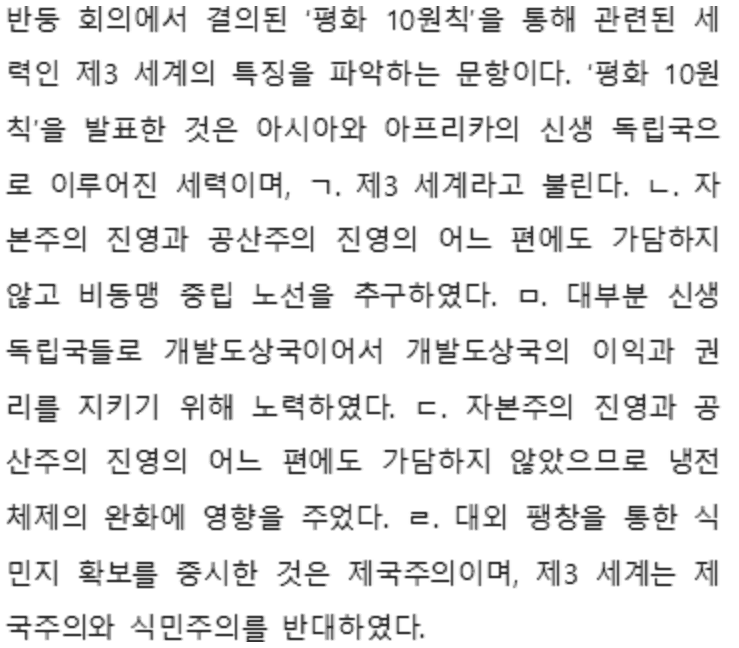 반둥 회의에서 결의된 '평화 10원칙'을 통해 관련된 세
력인 제3 세계의 특징을 파악하는 문항이다. '평화 10원
칙'을 발표한 것은 아시아와 아프리카의 신생 독립국으
로 이루어진 세력이며, ㄱ. 제3 세계라고 불린다. ㄴ. 자
본주의 진영과 공산주의 진영의 어느 편에도 가담하지
않고 비동맹 중립 노선을 추구하였다. ㅁ. 대부분 신생
독립국들로 개발도상국이어서 개발도상국의 이익과 권
리를 지키기 위해 노력하였다. ㄷ. 자본주의 진영과 공
산주의 진영의 어느 편에도 가담하지 않았으므로 냉전
체제의 완화에 영향을 주었다. ㄹ. 대외 팽창을 통한 식
민지 확보를 중시한 것은 제국주의이며, 제3 세계는 제
국주의와 식민주의를 반대하였다.